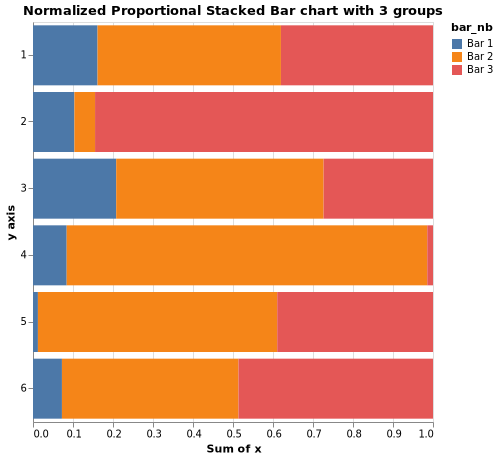 Normalized Proportional Stacked Bar chart with 3 groups
bar_nb
Bar 1
Bar 2
Bar 3
y axis
1
2
3
4
5
6
0.0 0.1 0.2 0.3 0.4 0.5 0.6 0.7 0.8 0.9 1.0
Sum of x